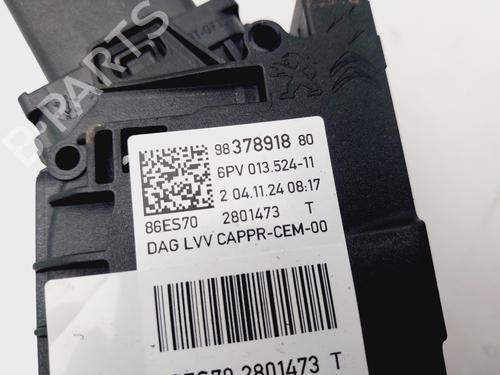 B-PARTS
98 378918 80
6PV 013.524-11
2 04.11.24 08:17
86ES70 2801473 T
DAG LVV CAPPR-CEM-00
2801473 T